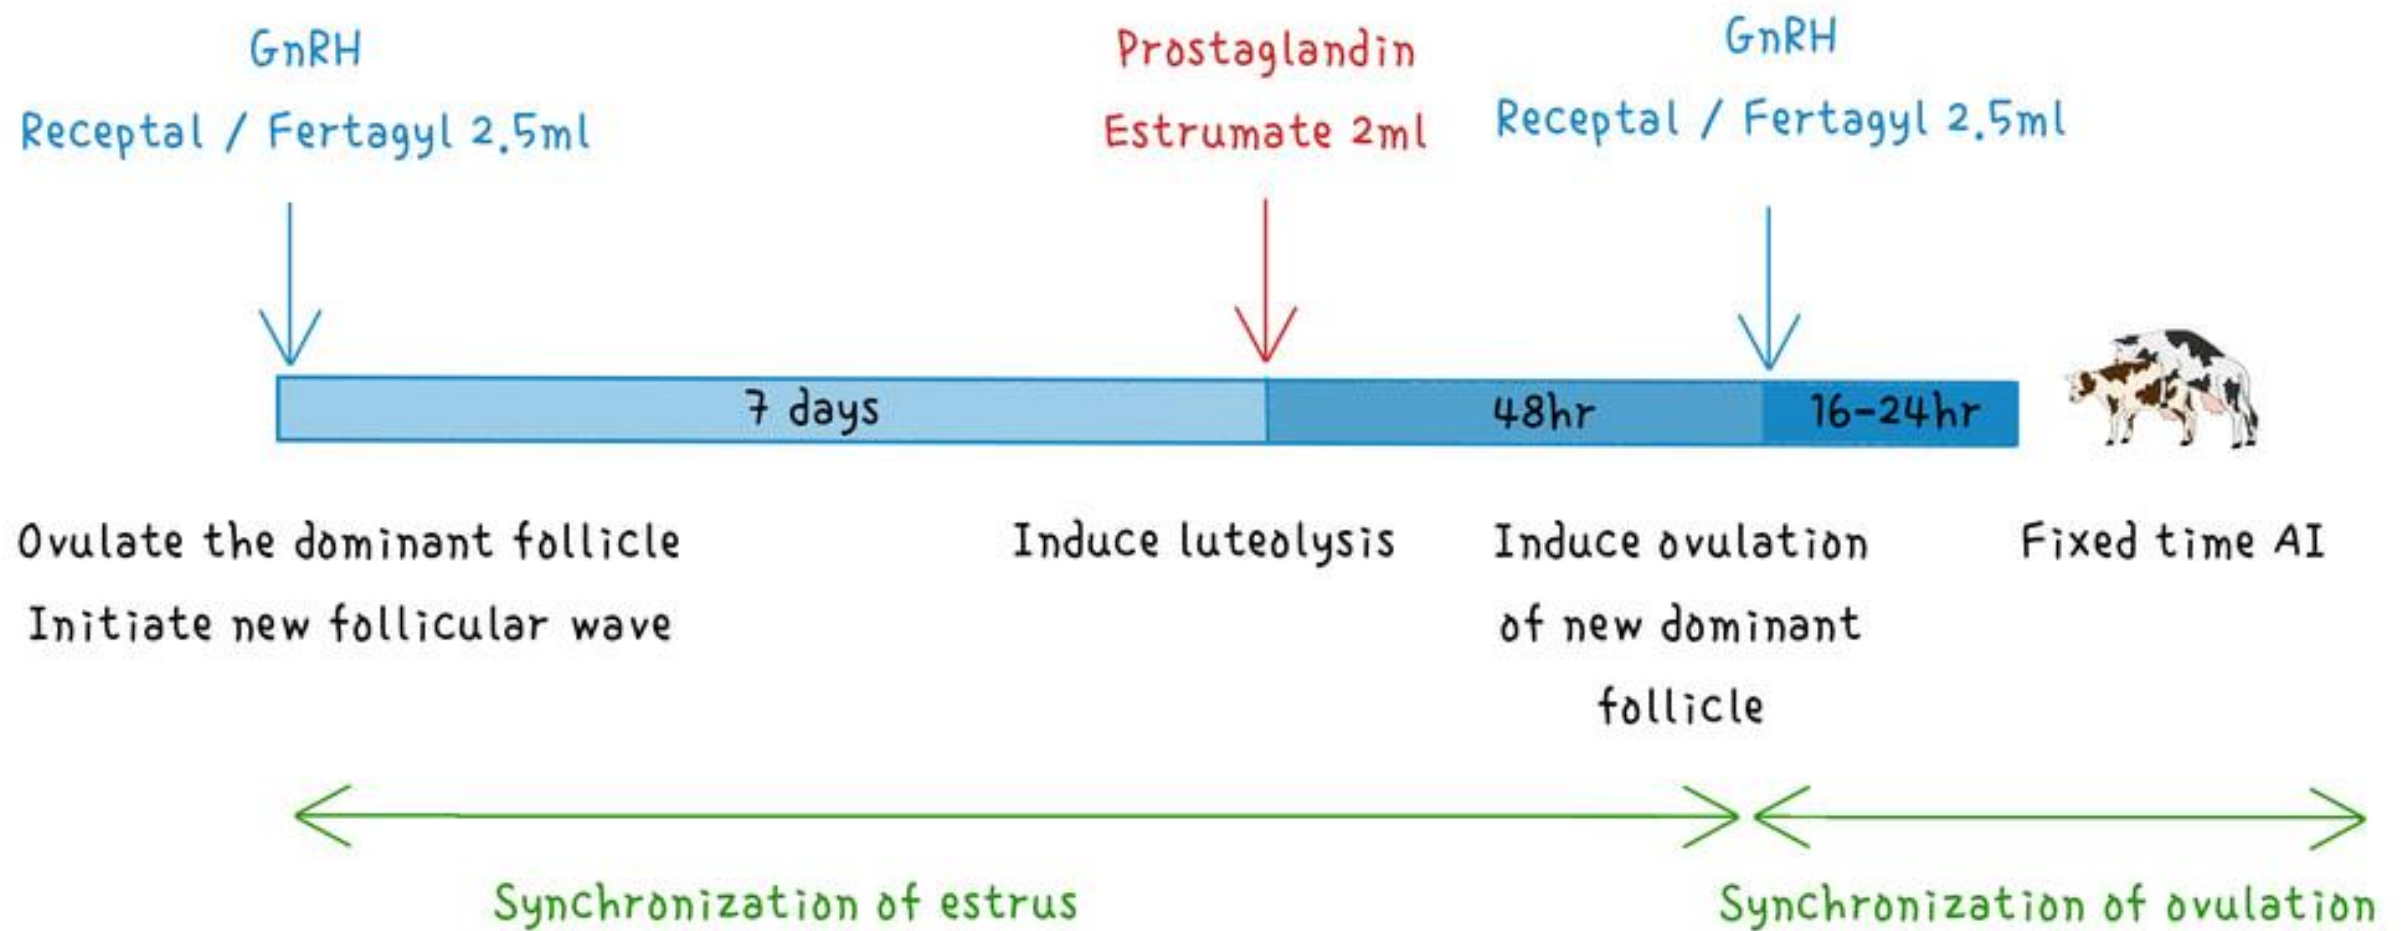 GnRH
Receptal / Fertagyl 2.5ml
Prostaglandin
Estrumate 2ml
GnRH
Receptal / Fertagyl 2.5ml
7 days
48hr
16-24hr
Ovulate the dominant follicle
Initiate new follicular wave
Induce luteolysis
Induce ovulation
of new dominant
follicle
Fixed time AI
Synchronization of estrus
Synchronization of ovulation